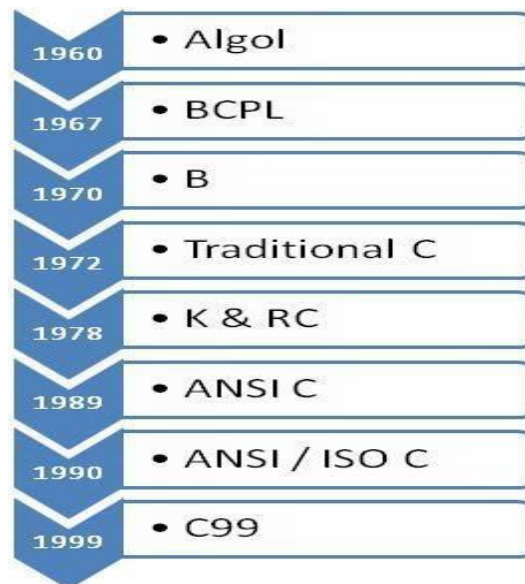 1960 • Algol
1967 • BCPL
1970 • B
1972 • Traditional C
1978 • K & RC
1989 • ANSI C
1990 • ANSI / ISO C
1999 • C99